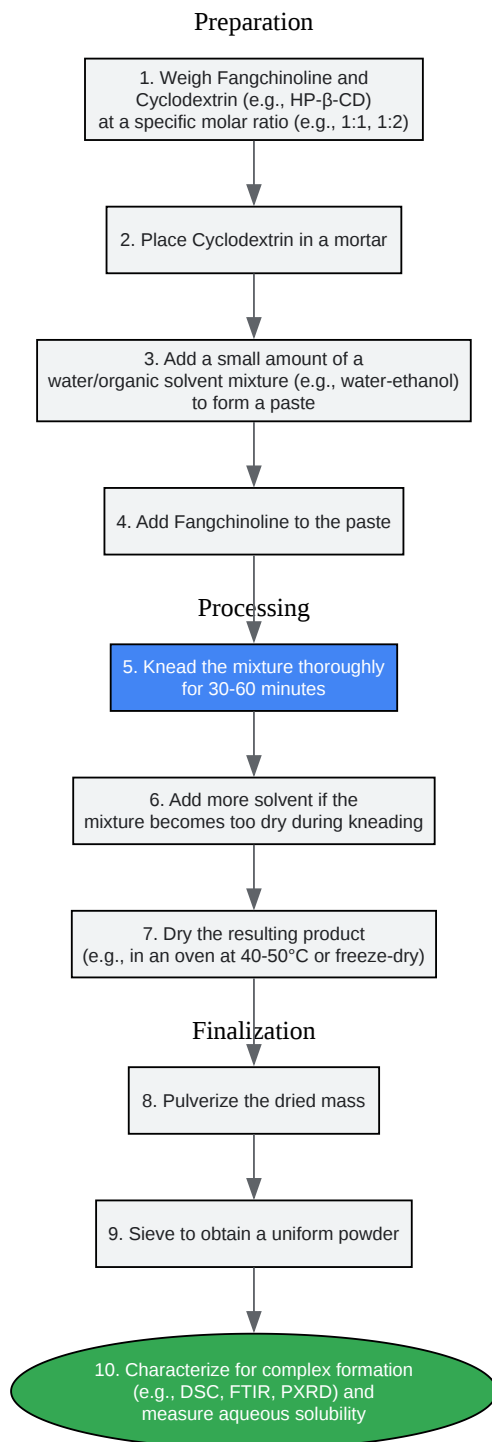 Preparation
1. Weigh Fangchinoline and
Cyclodextrin (e.g., HP-β-CD)
at a specific molar ratio (e.g., 1:1, 1:2)
2. Place Cyclodextrin in a mortar
3. Add a small amount of a
water/organic solvent mixture (e.g., water-ethanol)
to form a paste
4. Add Fangchinoline to the paste
Processing
5. Knead the mixture thoroughly
for 30-60 minutes
6. Add more solvent if the
mixture becomes too dry during kneading
7. Dry the resulting product
(e.g., in an oven at 40-50°C or freeze-dry)
Finalization
8. Pulverize the dried mass
9. Sieve to obtain a uniform powder
10. Characterize for complex formation
(e.g., DSC, FTIR, PXRD) and
measure aqueous solubility